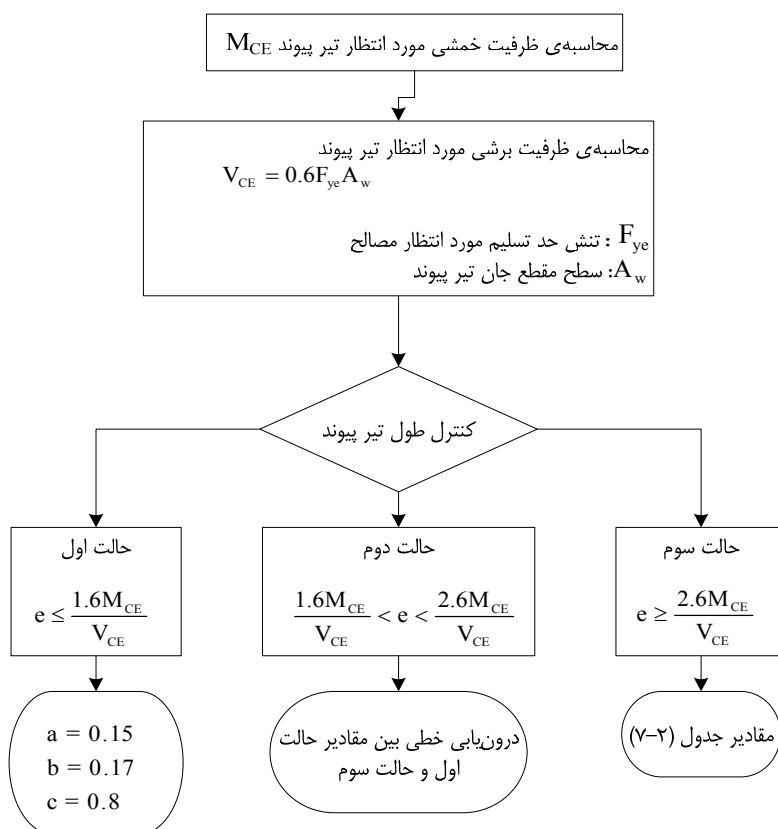 محاسبه‌ی ظرفیت خمشی مورد انتظار تیر پیوند M_CE
محاسبه‌ی ظرفیت برشی مورد انتظار تیر پیوند
V_CE = 0.6F_ye A_w
F_ye : تنش حد تسلیم مورد انتظار مصالح
A_w: سطح مقطع جان تیر پیوند
کنترل طول تیر پیوند
حالت اول
e ≤ 1.6M_CE / V_CE
a = 0.15
b = 0.17
c = 0.8
حالت دوم
1.6M_CE / V_CE < e < 2.6M_CE / V_CE
درون‌یابی خطی بین مقادیر حالت
اول و حالت سوم
حالت سوم
e ≥ 2.6M_CE / V_CE
مقادیر جدول (۲-۷)